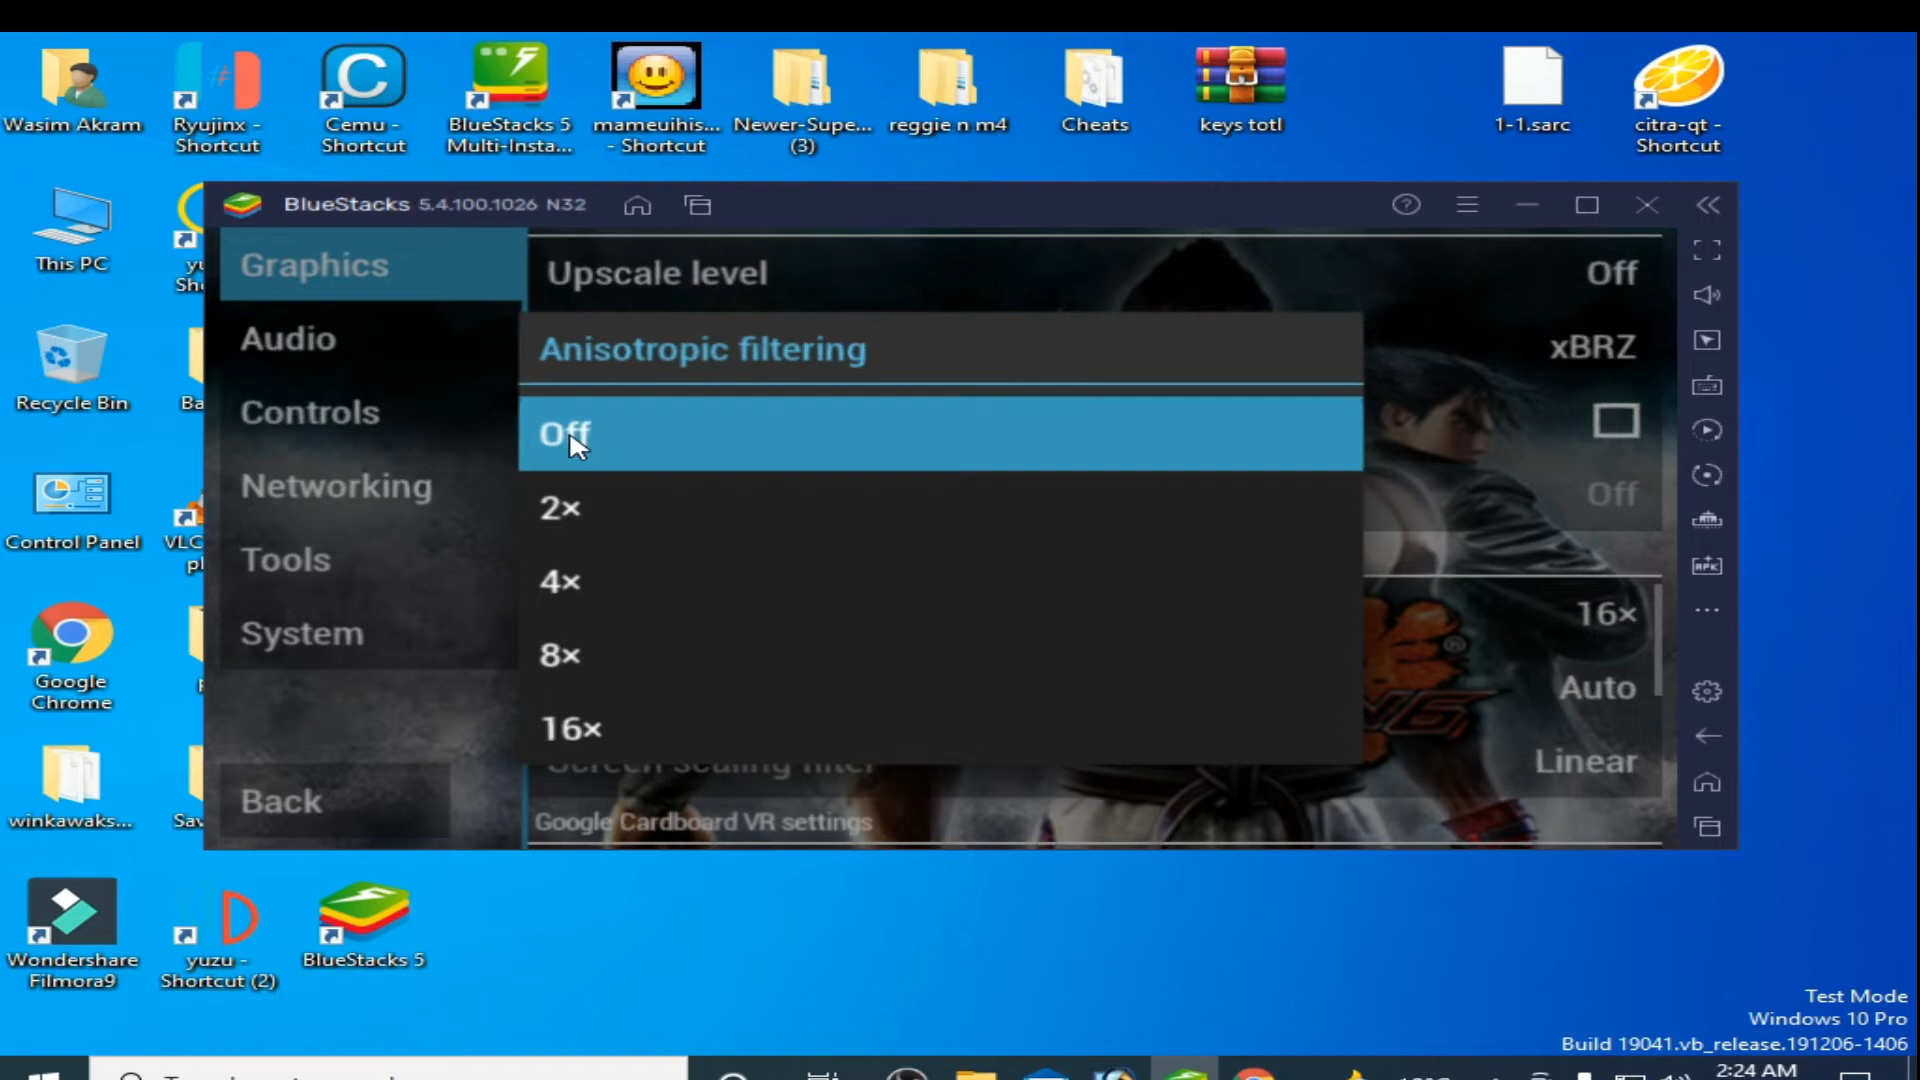 Wasim Akram
Ryujinx -
Shortcut
Cemu -
Shortcut
BlueStacks 5
Multi-Insta...
mameuihis...
- Shortcut
Newer-Supe...
(3)
reggie n m4
Cheats
keys totl
1-1.sarc
citra-qt -
Shortcut
This PC
Recycle Bin
Control Panel
Google
Chrome
winkawaks...
Wondershare
Filmora9
yuzu -
Shortcut (2)
BlueStacks 5
BlueStacks 5.4.100.1026 N32
Graphics
Audio
Controls
Networking
Tools
System
Back
Upscale level
Off
xBRZ
Off
Anisotropic filtering
Off
2×
4×
8×
16×
16×
Auto
Screen scaling filter
Linear
Google Cardboard VR settings
APK
Test Mode
Windows 10 Pro
Build 19041.vb_release.191206-1406
2:24 AM